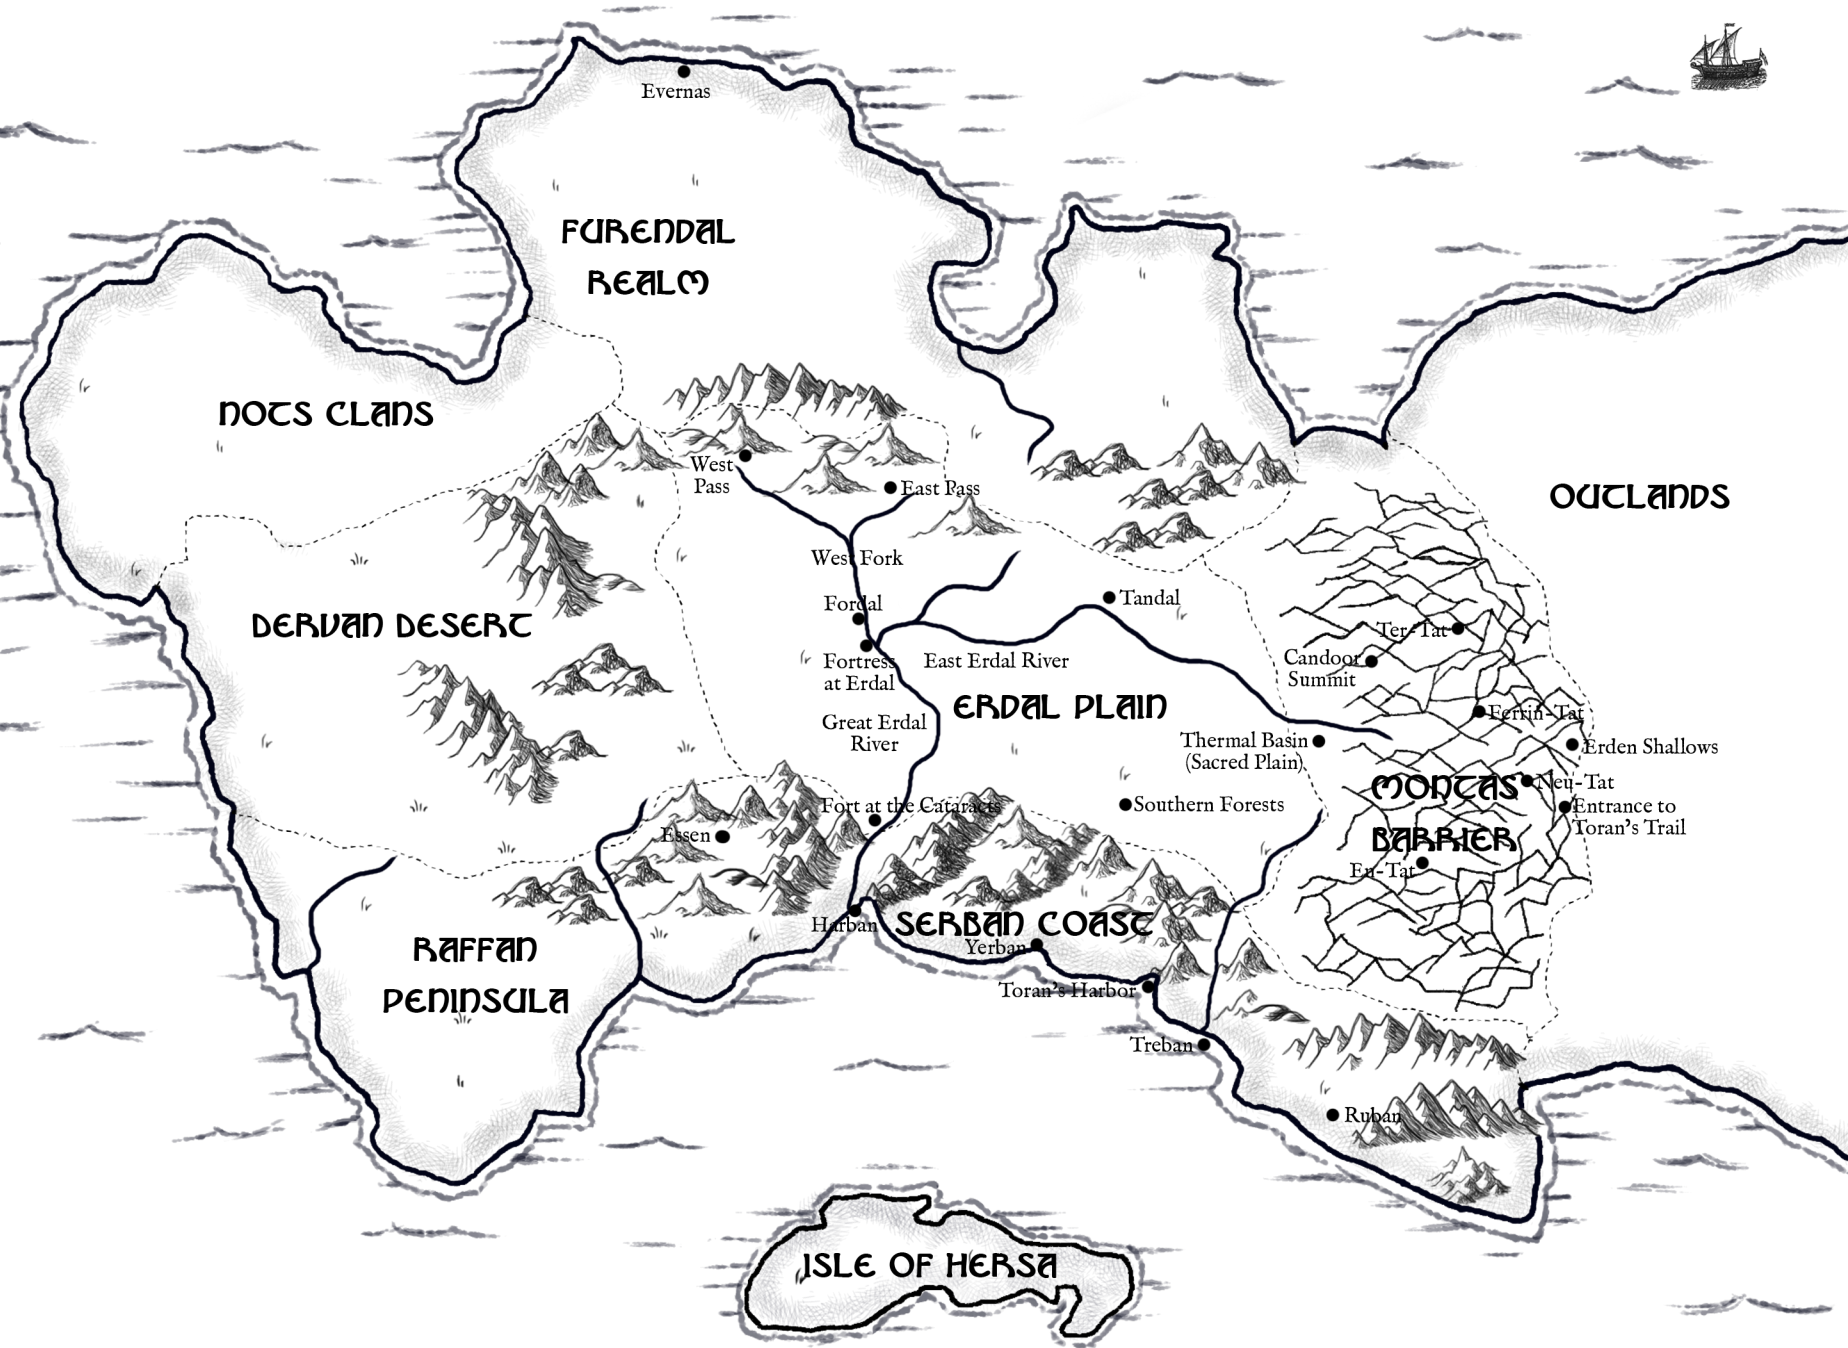 Evernas
FURENDAL
REALM
NOTS CLANS
West
Pass
East Pass
OUTLANDS
West Fork
Fordal
Tandal
DERVAN DESERT
Ter-Tat
Fortress
at Erdal
East Erdal River
Candoor
Summit
ERDAL PLAIN
Ferrin-Tat
Great Erdal
River
Thermal Basin
(Sacred Plain)
Erden Shallows
MONTAS
BARRIER
Neu-Tat
Fort at the Cataracts
Southern Forests
Entrance to
Toran's Trail
Essen
En-Tat
Harban
SERBAN COAST
Yerban
RAFFAN
PENINSULA
Toran's Harbor
Treban
Ruban
ISLE OF HERSA